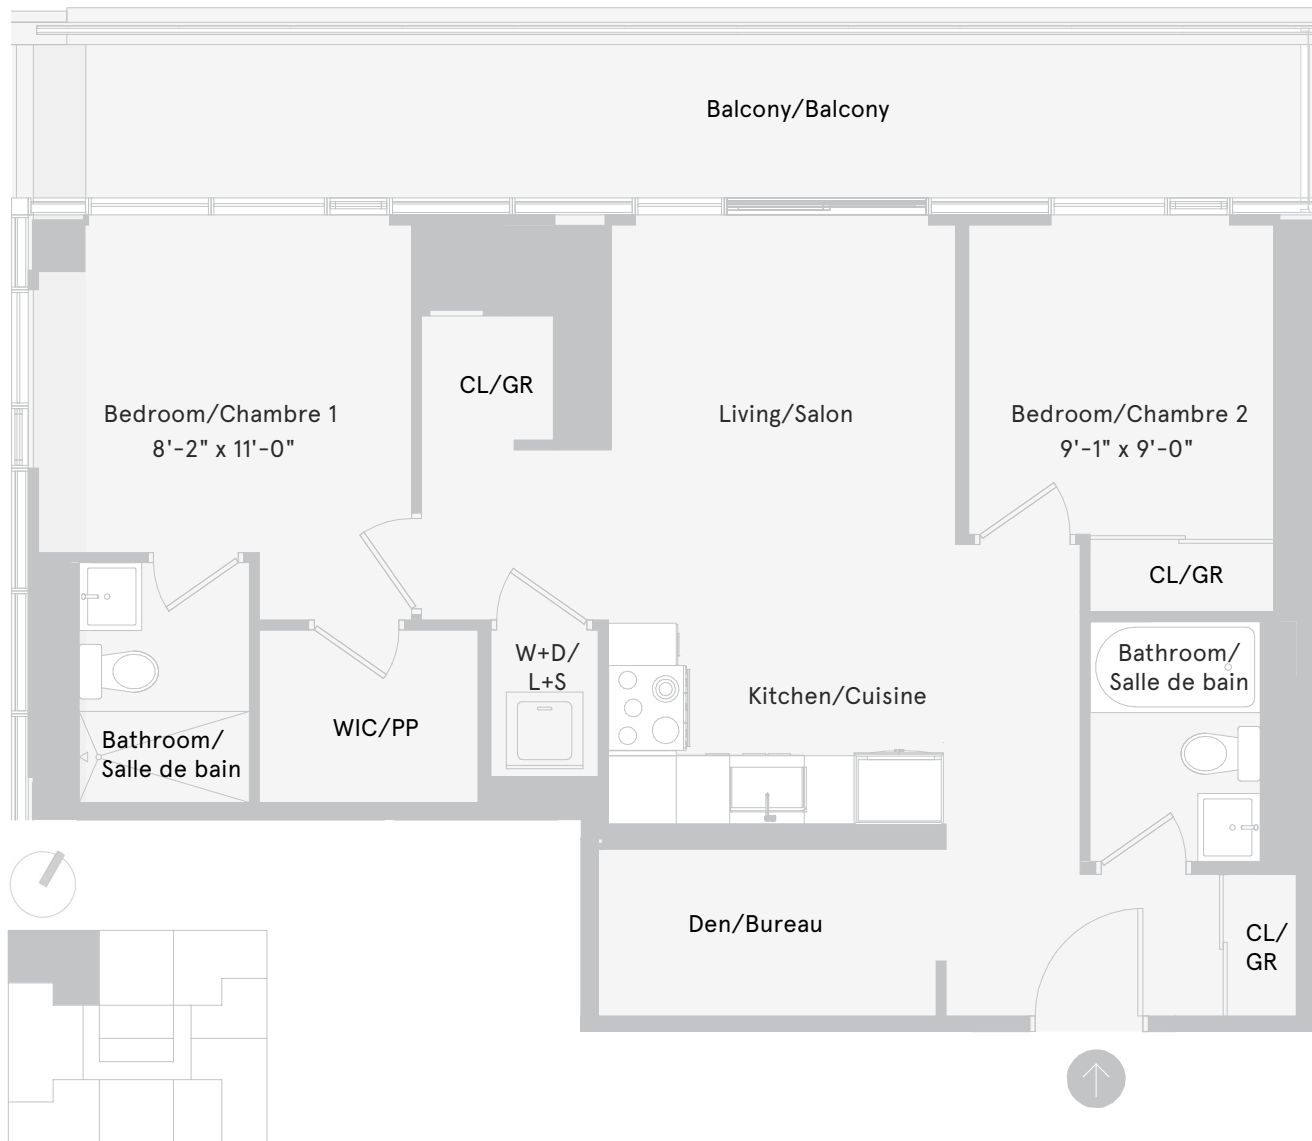 Balcony/Balcony
CL/GR
Bedroom/Chambre 1
8'-2" x 11'-0"
Living/Salon
Bedroom/Chambre 2
9'-1" x 9'-0"
CL/GR
W+D/
L+S
Bathroom/
Salle de bain
Kitchen/Cuisine
WIC/PP
Bathroom/
Salle de bain
Den/Bureau
CL/
GR